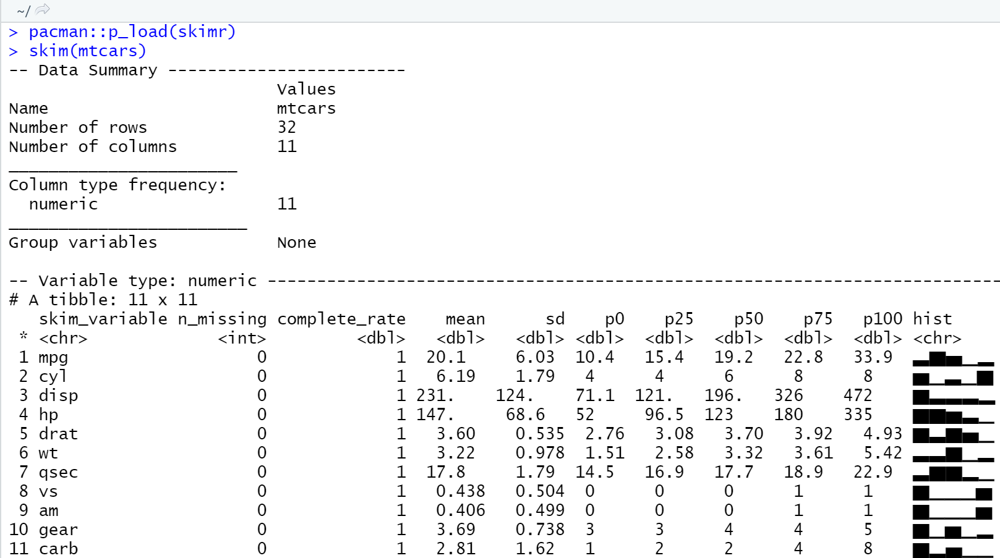 ~/
> pacman::p_load(skimr)
> skim(mtcars)
-- Data Summary ------------------------
                           Values
Name                       mtcars
Number of rows             32
Number of columns          11
_______________________
Column type frequency:
  numeric                  11
________________________
Group variables            None
-- Variable type: numeric --------------------------------------------------------------------------
# A tibble: 11 x 11
   skim_variable n_missing complete_rate    mean      sd    p0    p25    p50    p75   p100 hist
 * <chr>             <int>         <dbl>   <dbl>   <dbl> <dbl>  <dbl>  <dbl>  <dbl>  <dbl> <chr>
 1 mpg                   0             1  20.1     6.03  10.4   15.4   19.2   22.8   33.9  ▃▇▅▁▂
 2 cyl                   0             1   6.19    1.79   4      4      6      8      8    ▆▁▃▁▇
 3 disp                  0             1 231.    124.    71.1  121.   196.   326    472    ▇▃▃▃▂
 4 hp                    0             1 147.     68.6   52     96.5  123    180    335    ▇▇▆▃▁
 5 drat                  0             1   3.60    0.535  2.76   3.08   3.70   3.92   4.93 ▇▃▇▅▁
 6 wt                    0             1   3.22    0.978  1.51   2.58   3.32   3.61   5.42 ▃▃▇▁▂
 7 qsec                  0             1  17.8     1.79  14.5   16.9   17.7   18.9   22.9  ▃▇▇▂▁
 8 vs                    0             1   0.438   0.504  0      0      0      1      1    ▇▁▁▁▆
 9 am                    0             1   0.406   0.499  0      0      0      1      1    ▇▁▁▁▆
10 gear                  0             1   3.69    0.738  3      3      4      4      5    ▇▁▆▁▂
11 carb                  0             1   2.81    1.62   1      2      2      4      8    ▇▂▅▁▁